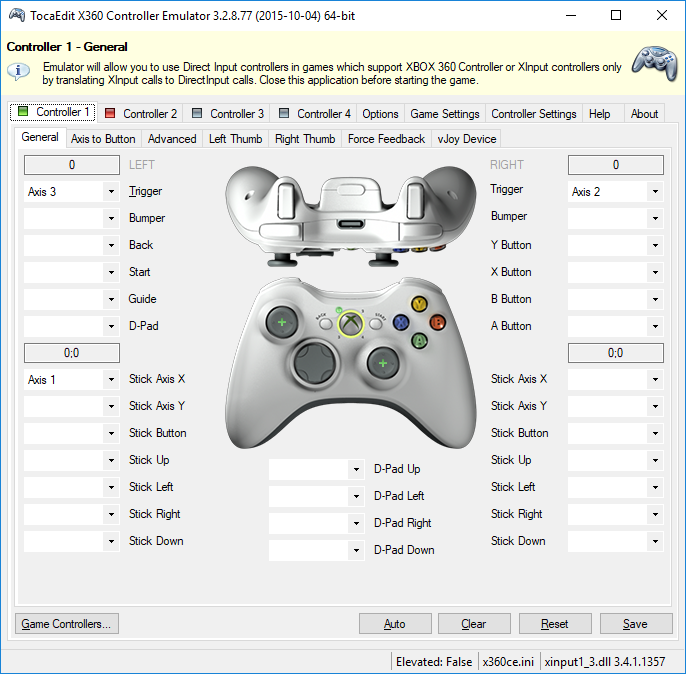 TocaEdit X360 Controller Emulator 3.2.8.77 (2015-10-04) 64-bit
Controller 1 - General
Emulator will allow you to use Direct Input controllers in games which support XBOX 360 Controller or XInput controllers only
by translating XInput calls to DirectInput calls. Close this application before starting the game.
Controller 1 Controller 2 Controller 3 Controller 4 Options Game Settings Controller Settings Help About
General Axis to Button Advanced Left Thumb Right Thumb Force Feedback vJoy Device
0 LEFT RIGHT 0
Axis 3 Trigger Trigger Axis 2
Bumper Bumper
Back Y Button
Start X Button
Guide B Button
D-Pad A Button
BACK START
Y
X B
A
0;0 0;0
Axis 1 Stick Axis X Stick Axis X
Stick Axis Y Stick Axis Y
Stick Button Stick Button
Stick Up Stick Up
D-Pad Up
Stick Left Stick Left
D-Pad Left
Stick Right Stick Right
D-Pad Right
Stick Down Stick Down
D-Pad Down
Game Controllers... Auto Clear Reset Save
Elevated: False x360ce.ini xinput1_3.dll 3.4.1.1357